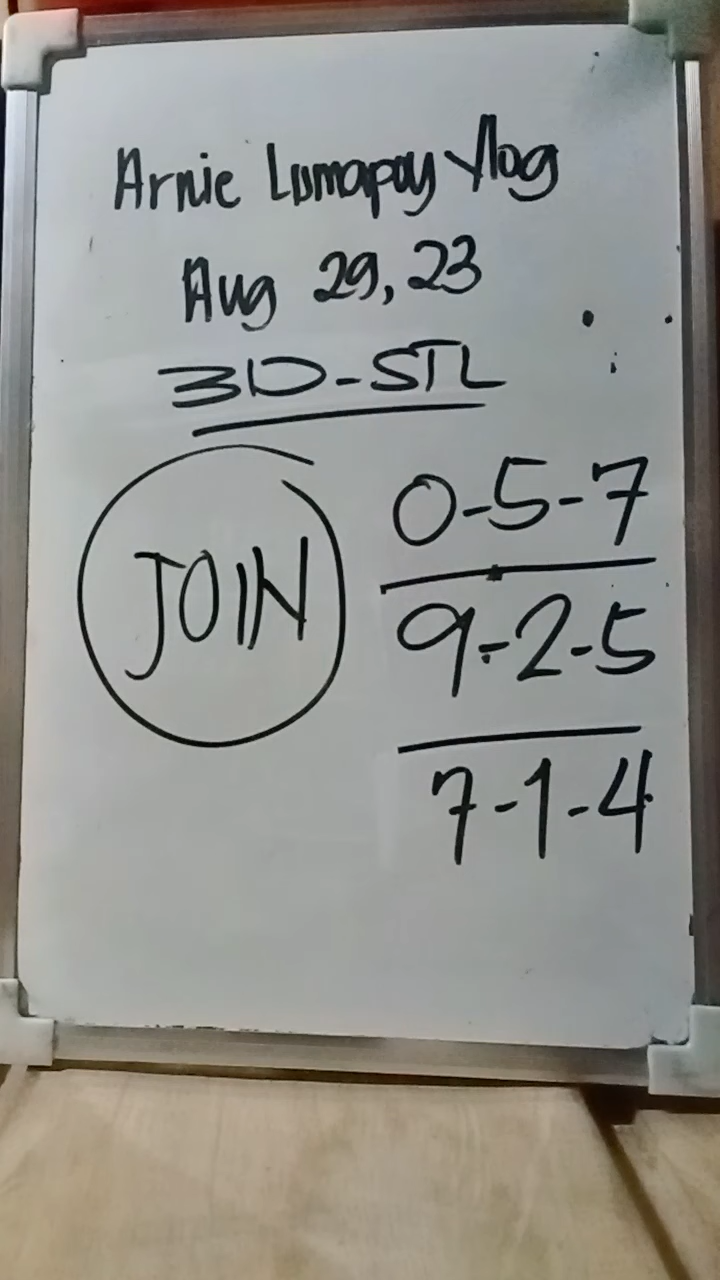 Arnie Lumapay Vlog
Aug 29, 23
3D-STL
JOIN
0-5-7
9-2-5
7-1-4